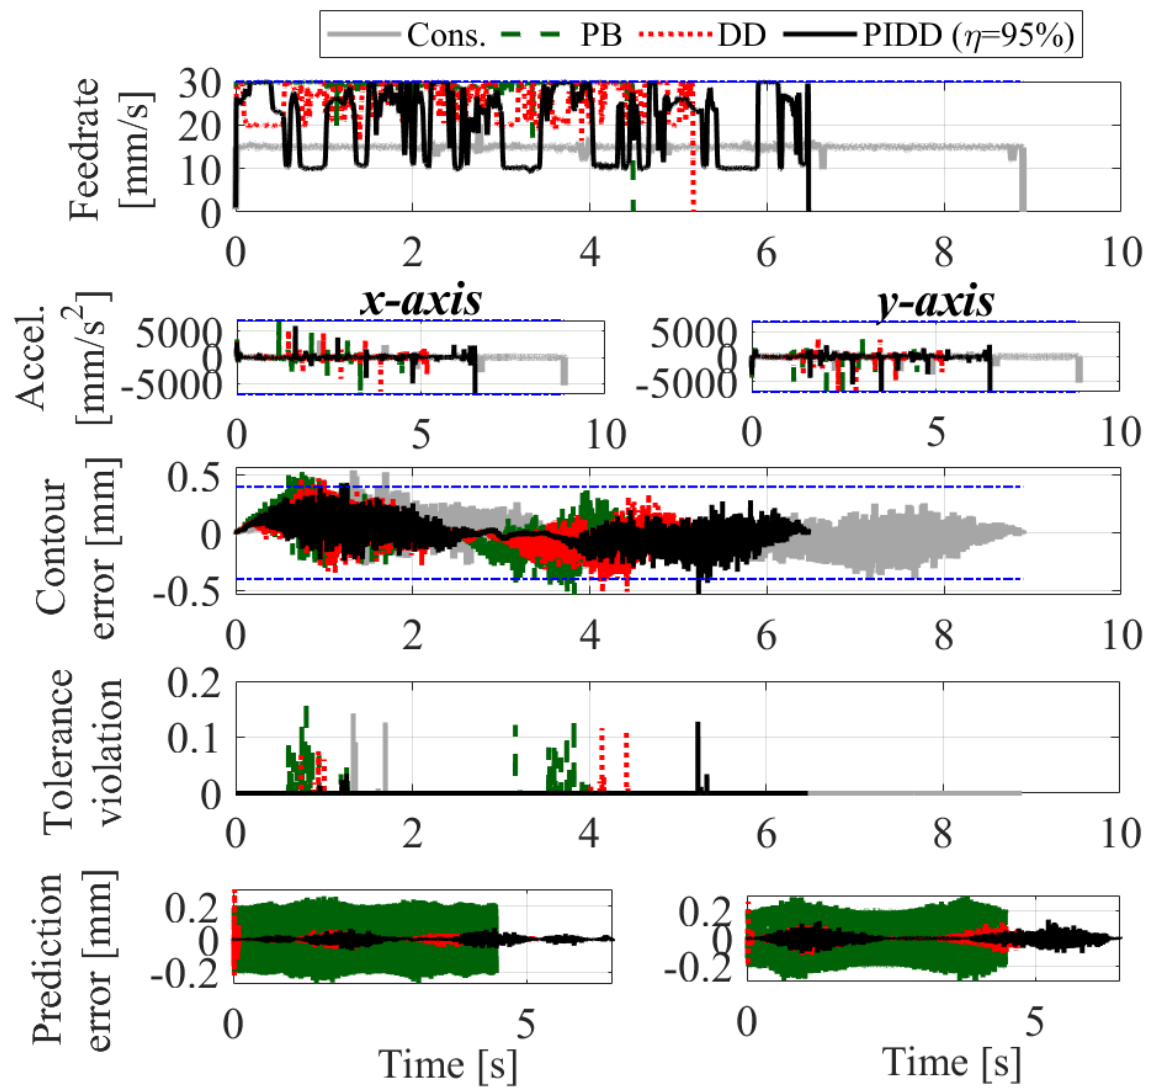 Cons. PB DD PIDD (η=95%)
Feedrate
[mm/s]
30
20
10
0
0 2 4 6 8 10
x-axis y-axis
Accel.
[mm/s²]
5000
0
-5000
0 5 10
5000
0
-5000
0 5 10
Contour
error [mm]
0.5
0
-0.5
0 2 4 6 8 10
Tolerance
violation
0.2
0.1
0
0 2 4 6 8 10
Prediction
error [mm]
0.2
0
-0.2
0 5
0.2
0
-0.2
0 5
Time [s] Time [s]